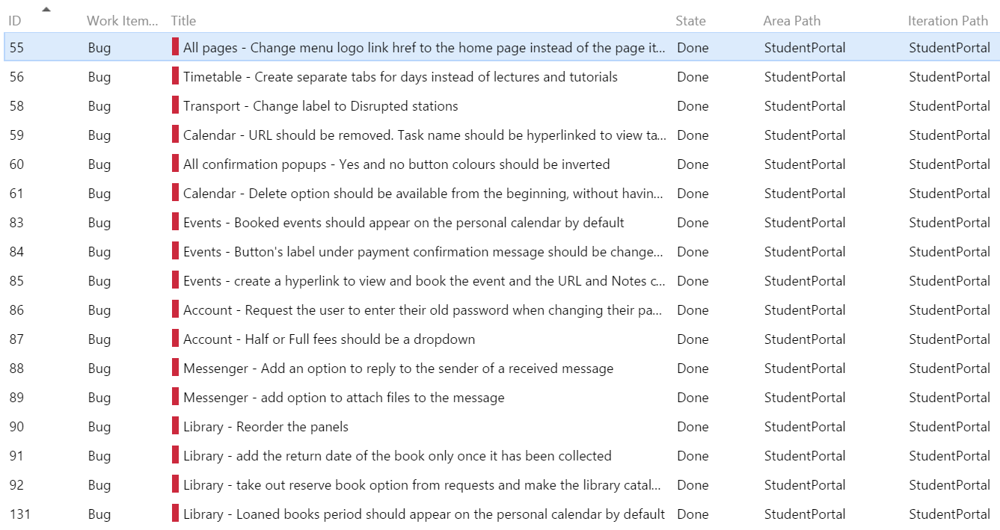 ID Work Item... Title State Area Path Iteration Path
55 Bug All pages - Change menu logo link href to the home page instead of the page it... Done StudentPortal StudentPortal
56 Bug Timetable - Create separate tabs for days instead of lectures and tutorials Done StudentPortal StudentPortal
58 Bug Transport - Change label to Disrupted stations Done StudentPortal StudentPortal
59 Bug Calendar - URL should be removed. Task name should be hyperlinked to view ta... Done StudentPortal StudentPortal
60 Bug All confirmation popups - Yes and no button colours should be inverted Done StudentPortal StudentPortal
61 Bug Calendar - Delete option should be available from the beginning, without havin... Done StudentPortal StudentPortal
83 Bug Events - Booked events should appear on the personal calendar by default Done StudentPortal StudentPortal
84 Bug Events - Button's label under payment confirmation message should be change... Done StudentPortal StudentPortal
85 Bug Events - create a hyperlink to view and book the event and the URL and Notes c... Done StudentPortal StudentPortal
86 Bug Account - Request the user to enter their old password when changing their pa... Done StudentPortal StudentPortal
87 Bug Account - Half or Full fees should be a dropdown Done StudentPortal StudentPortal
88 Bug Messenger - Add an option to reply to the sender of a received message Done StudentPortal StudentPortal
89 Bug Messenger - add option to attach files to the message Done StudentPortal StudentPortal
90 Bug Library - Reorder the panels Done StudentPortal StudentPortal
91 Bug Library - add the return date of the book only once it has been collected Done StudentPortal StudentPortal
92 Bug Library - take out reserve book option from requests and make the library catal... Done StudentPortal StudentPortal
131 Bug Library - Loaned books period should appear on the personal calendar by default Done StudentPortal StudentPortal